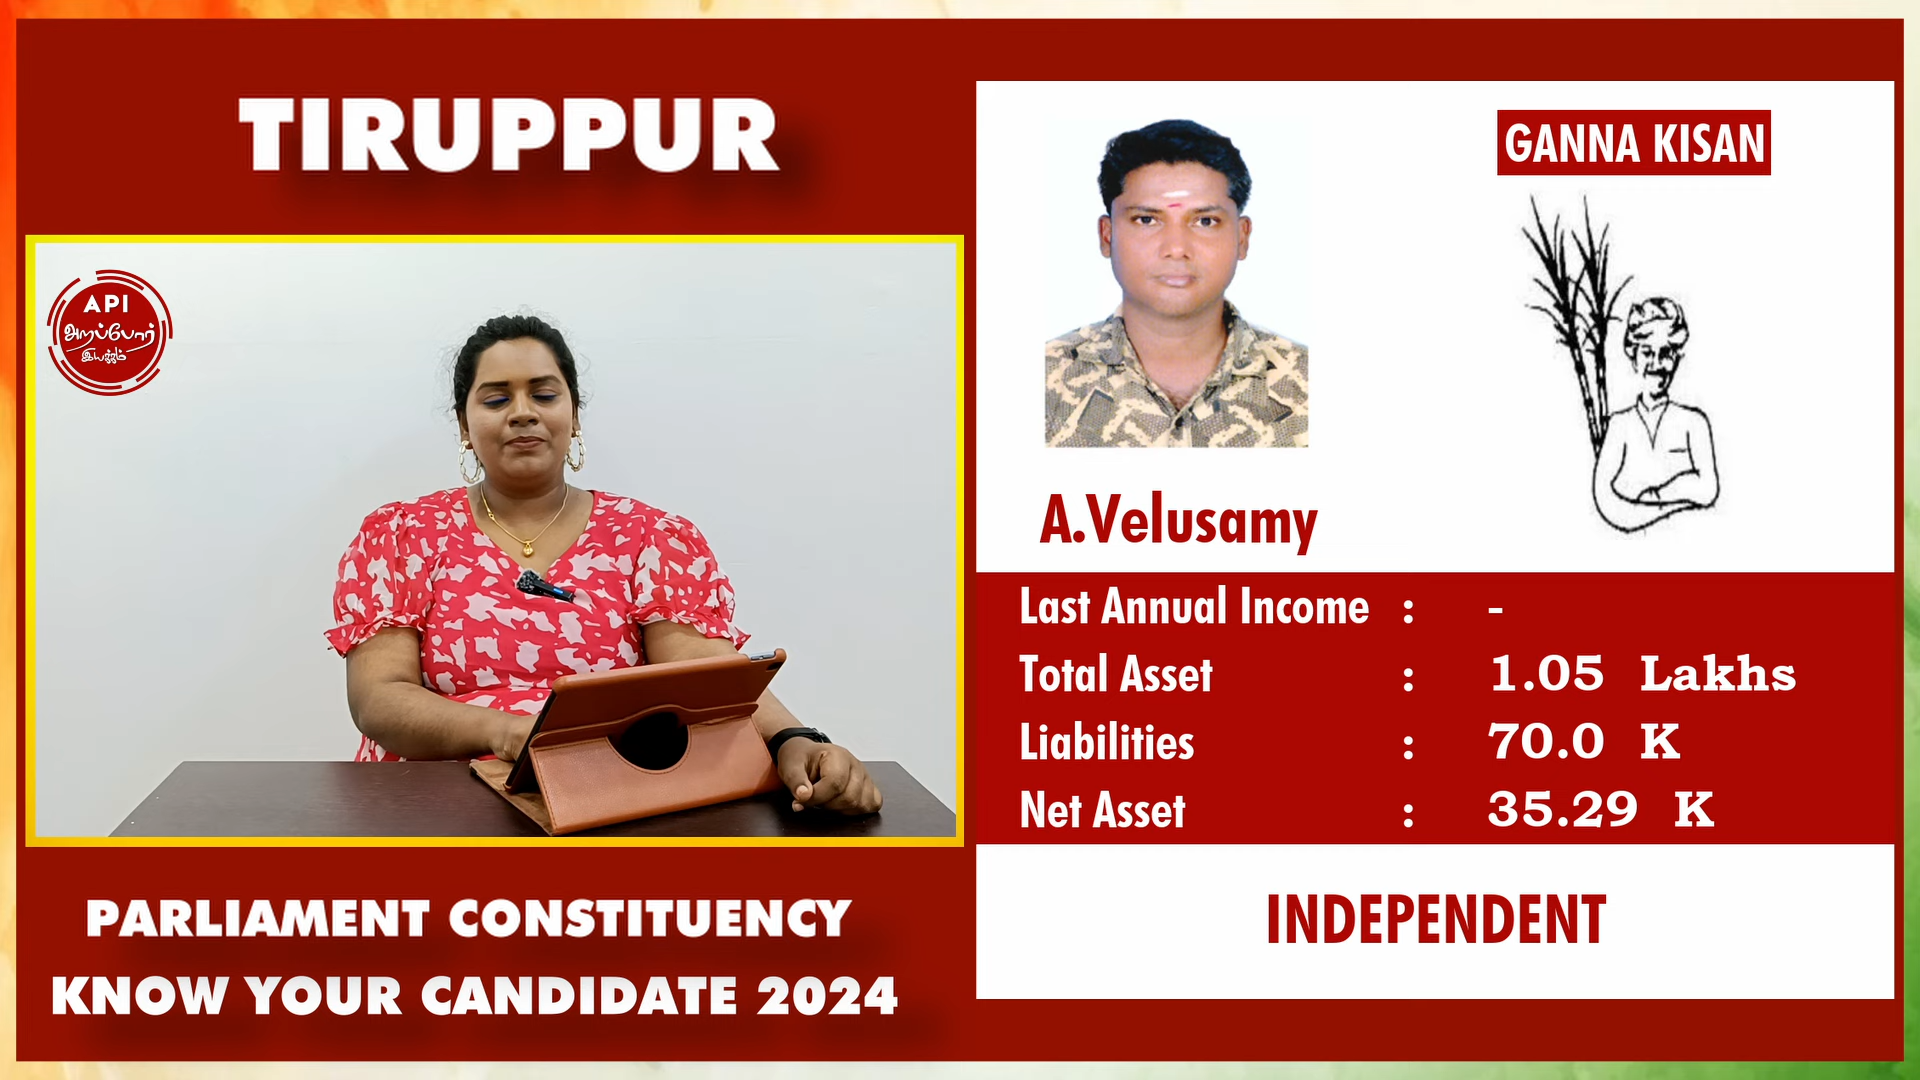 TIRUPPUR
API
அறப்போர்
இயக்கம்
PARLIAMENT CONSTITUENCY
KNOW YOUR CANDIDATE 2024
GANNA KISAN
A.Velusamy
Last Annual Income : -
Total Asset : 1.05 Lakhs
Liabilities : 70.0 K
Net Asset : 35.29 K
INDEPENDENT